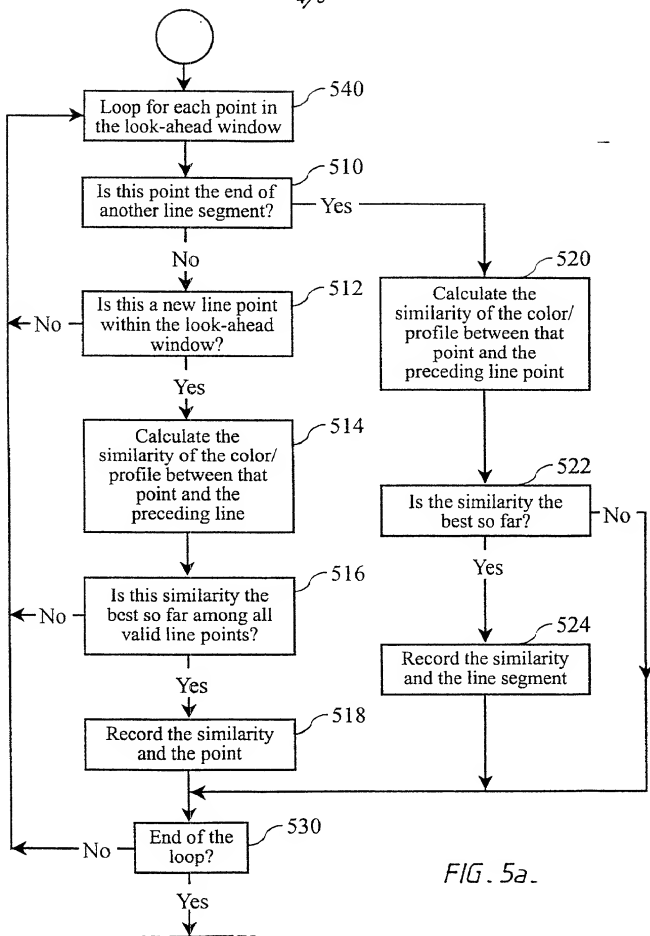 540
Loop for each point in
the look-ahead window
510
Is this point the end of
another line segment?
Yes
No
520
Calculate the
similarity of the color/
profile between that
point and the
preceding line point
512
Is this a new line point
within the look-ahead
window?
No
Yes
514
Calculate the
similarity of the color/
profile between that
point and the
preceding line
522
Is the similarity the
best so far?
No
Yes
516
Is this similarity the
best so far among all
valid line points?
No
Yes
524
Record the similarity
and the line segment
518
Record the similarity
and the point
530
End of the
loop?
No
Yes
FIG. 5a.